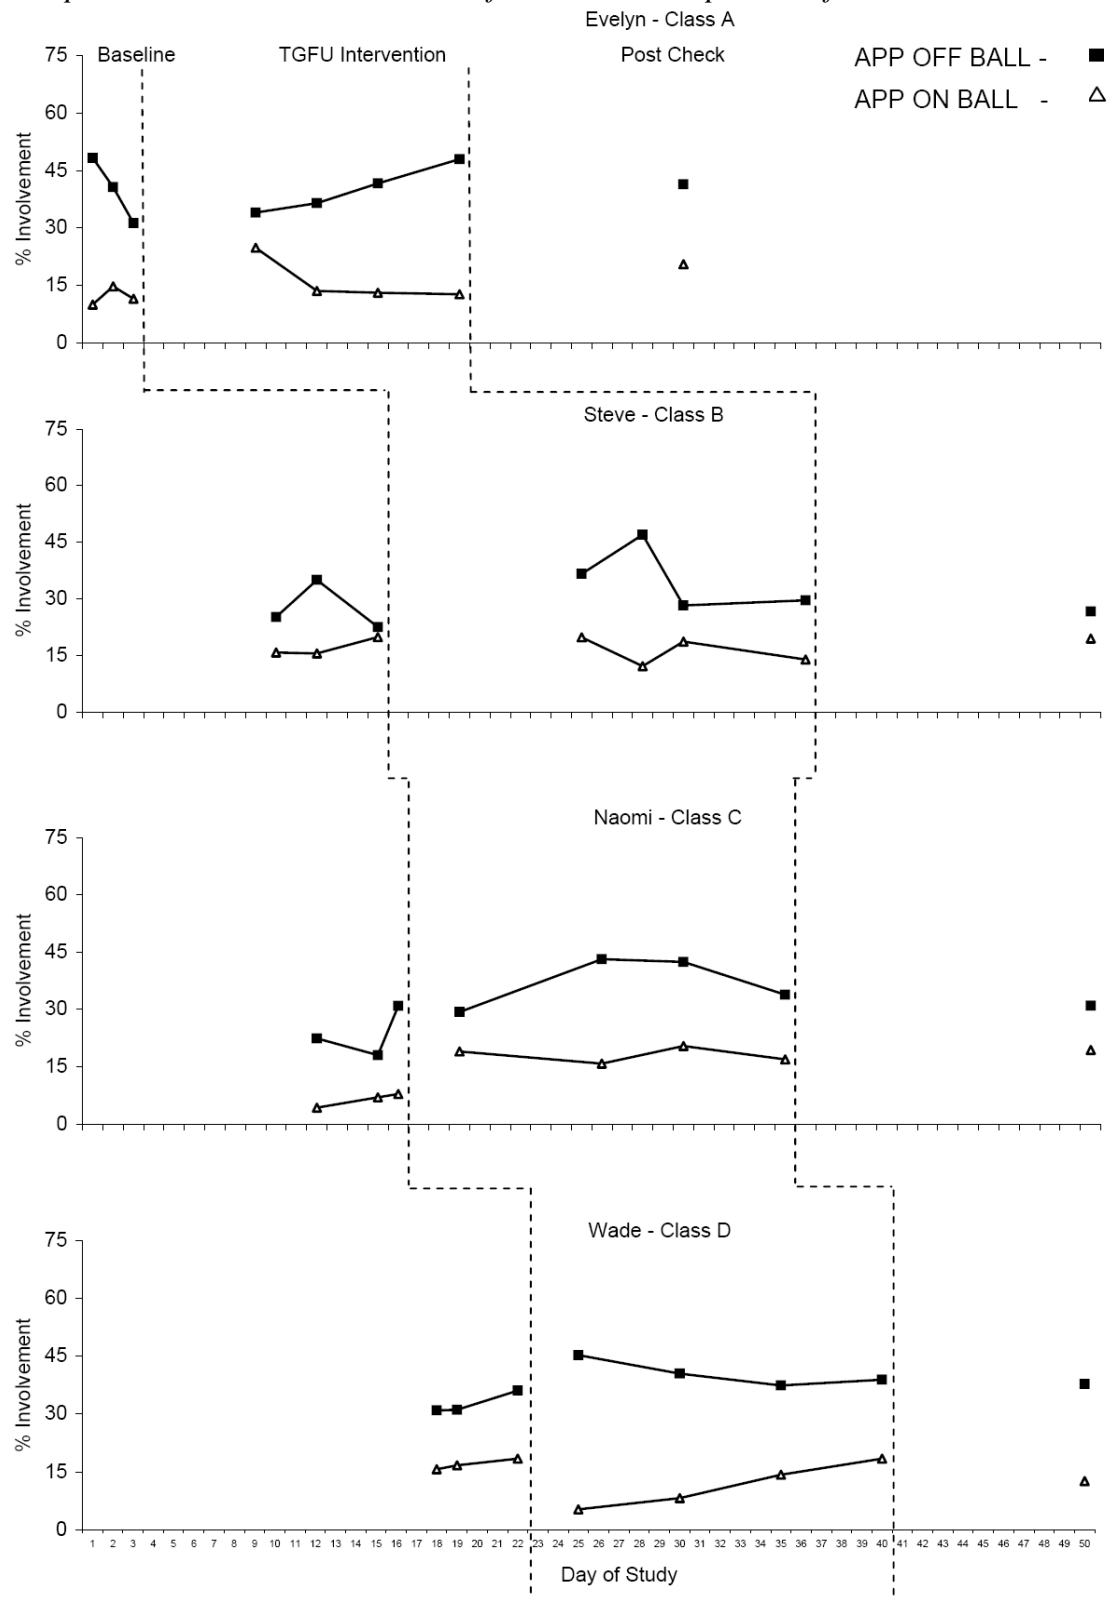 Evelyn - Class A
Baseline TGFU Intervention Post Check
APP OFF BALL -
APP ON BALL -
75
60
45
30
15
0
% Involvement
Steve - Class B
75
60
45
30
15
0
% Involvement
Naomi - Class C
75
60
45
30
15
0
% Involvement
Wade - Class D
75
60
45
30
15
0
% Involvement
1 2 3 4 5 6 7 8 9 10 11 12 13 14 15 16 17 18 19 20 21 22 23 24 25 26 27 28 29 30 31 32 33 34 35 36 37 38 39 40 41 42 43 44 45 46 47 48 49 50
Day of Study